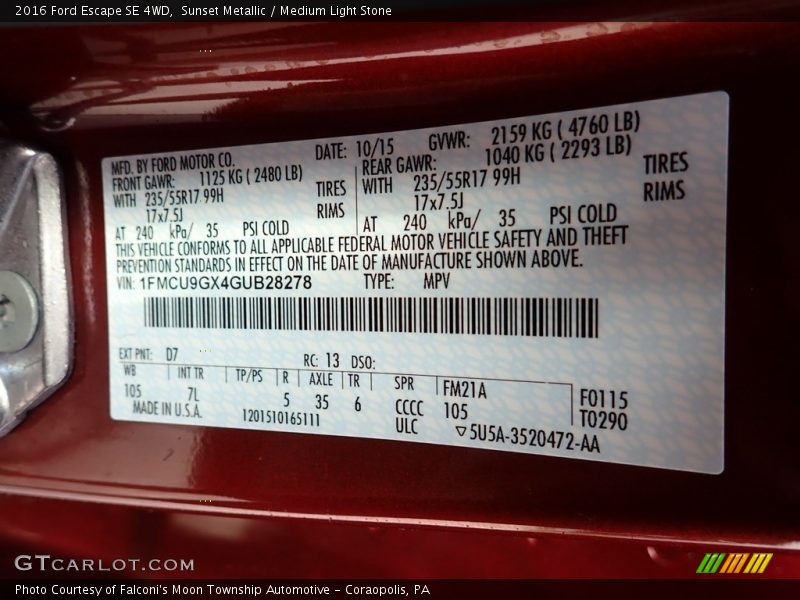 2016 Ford Escape SE 4WD,  Sunset Metallic / Medium Light Stone
MFD. BY FORD MOTOR CO. DATE: 10/15 GVWR: 2159 KG ( 4760 LB)
FRONT GAWR: 1125 KG ( 2480 LB) REAR GAWR: 1040 KG ( 2293 LB)
WITH 235/55R17 99H TIRES WITH 235/55R17 99H TIRES
17x7.5J RIMS 17x7.5J RIMS
AT 240 kPa/ 35 PSI COLD AT 240 kPa/ 35 PSI COLD
THIS VEHICLE CONFORMS TO ALL APPLICABLE FEDERAL MOTOR VEHICLE SAFETY AND THEFT
PREVENTION STANDARDS IN EFFECT ON THE DATE OF MANUFACTURE SHOWN ABOVE.
VIN: 1FMCU9GX4GUB28278 TYPE: MPV
EXT PNT: D7 RC: 13 DSO:
WB INT TR TP/PS R AXLE TR SPR FM21A F0115
105 7L 5 35 6 CCCC 105 T0290
MADE IN U.S.A. 1201510165111 ULC ▽5U5A-3520472-AA
GTCARLOT.COM
Photo Courtesy of Falconi's Moon Township Automotive – Coraopolis, PA